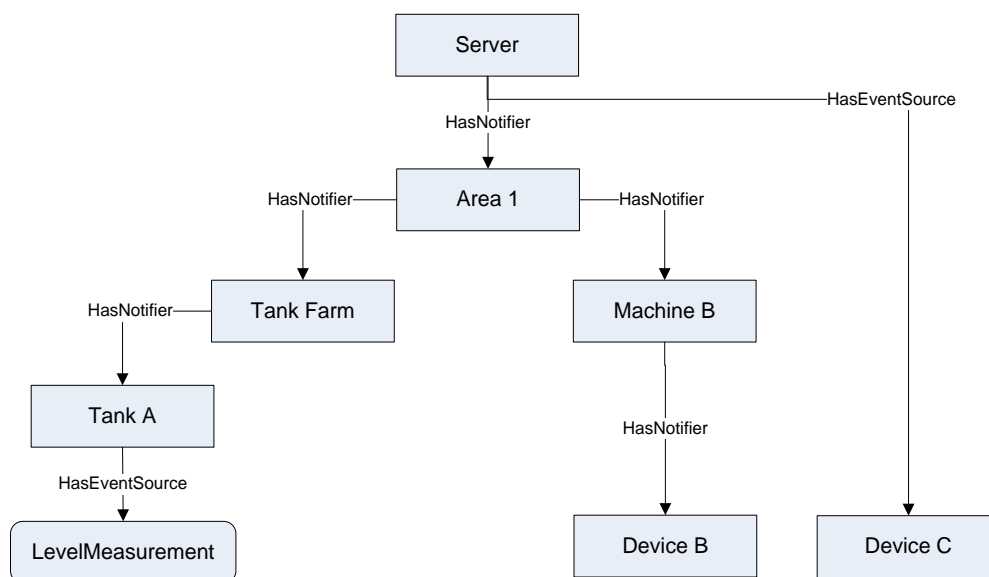 Server
HasEventSource
HasNotifier
Area 1
HasNotifier
HasNotifier
Tank Farm
Machine B
HasNotifier
Tank A
HasNotifier
HasEventSource
LevelMeasurement
Device B
Device C